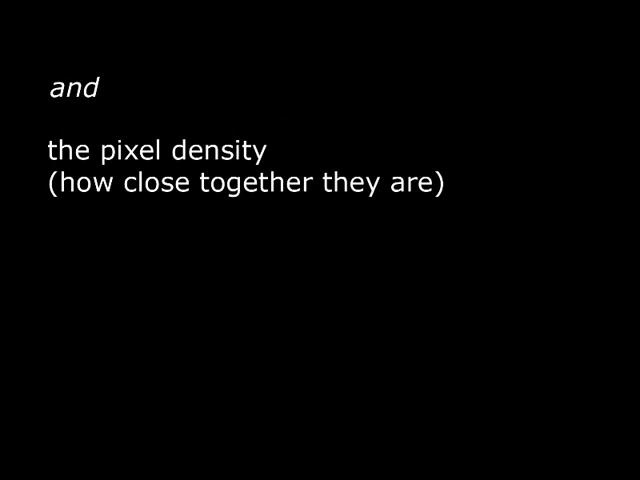 and
the pixel density
(how close together they are)